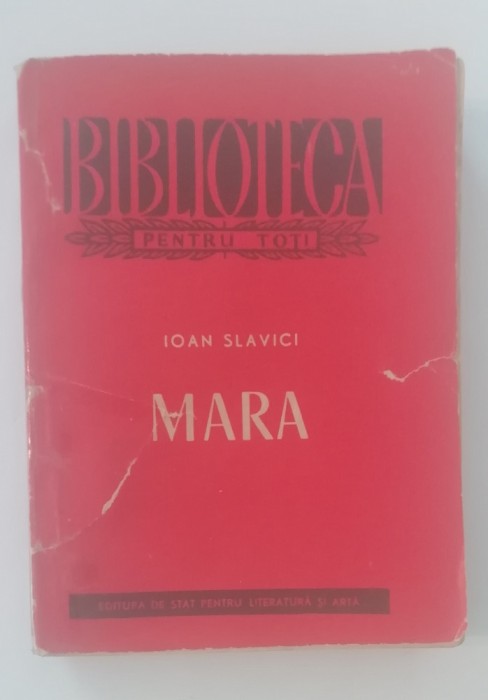 BIBLIOTECA
PENTRU TOȚI
IOAN SLAVICI
MARA
EDITURA DE STAT PENTRU LITERATURĂ ȘI ARTĂ